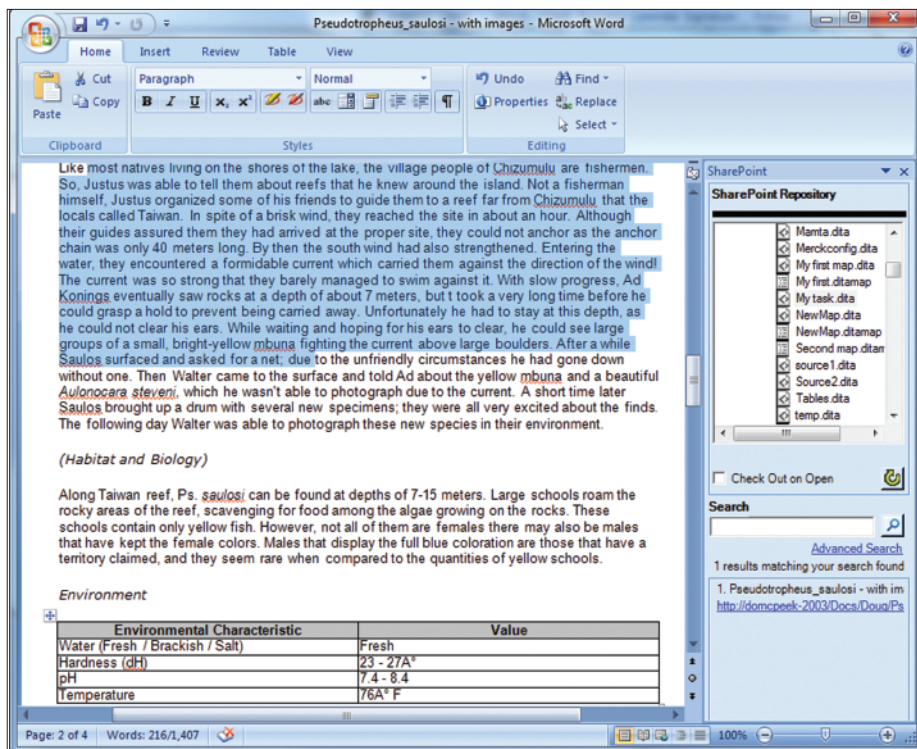 Pseudotropheus_saulosi - with images - Microsoft Word
Home Insert Review Table View
Paste
Cut
Copy
Clipboard
Paragraph Normal
B I U x₂ x² abc ¶
Styles
Undo Find
Properties Replace
Select
Editing
Like most natives living on the shores of the lake, the village people of Chizumulu are fishermen.
So, Justus was able to tell them about reefs that he knew around the island. Not a fisherman
himself, Justus organized some of his friends to guide them to a reef far from Chizumulu that the
locals called Taiwan. In spite of a brisk wind, they reached the site in about an hour. Although
their guides assured them they had arrived at the proper site, they could not anchor as the anchor
chain was only 40 meters long. By then the south wind had also strengthened. Entering the
water, they encountered a formidable current which carried them against the direction of the wind!
The current was so strong that they barely managed to swim against it. With slow progress, Ad
Konings eventually saw rocks at a depth of about 7 meters, but t took a very long time before he
could grasp a hold to prevent being carried away. Unfortunately he had to stay at this depth, as
he could not clear his ears. While waiting and hoping for his ears to clear, he could see large
groups of a small, bright-yellow mbuna fighting the current above large boulders. After a while
Saulos surfaced and asked for a net; due to the unfriendly circumstances he had gone down
without one. Then Walter came to the surface and told Ad about the yellow mbuna and a beautiful
Aulonocara steveni, which he wasn't able to photograph due to the current. A short time later
Saulos brought up a drum with several new specimens; they were all very excited about the finds.
The following day Walter was able to photograph these new species in their environment.
(Habitat and Biology)
Along Taiwan reef, Ps. saulosi can be found at depths of 7-15 meters. Large schools roam the
rocky areas of the reef, scavenging for food among the algae growing on the rocks. These
schools contain only yellow fish. However, not all of them are females there may also be males
that have kept the female colors. Males that display the full blue coloration are those that have a
territory claimed, and they seem rare when compared to the quantities of yellow schools.
Environment
Environmental Characteristic Value
Water (Fresh / Brackish / Salt) Fresh
Hardness (dH) 23 - 27A°
pH 7.4 - 8.4
Temperature 76A° F
SharePoint
SharePoint Repository
Mamta.dita
Merckconfig.dita
My first map.dita
My first.ditamap
My task.dita
NewMap.dita
NewMap.ditamap
Second map.ditam
source1.dita
Source2.dita
Tables.dita
temp.dita
Check Out on Open
Search
Advanced Search
1 results matching your search found
1. Pseudotropheus_saulosi - with im
http://domcpeek-2003/Docs/Doug/Ps
Page: 2 of 4 Words: 216/1,407 100%